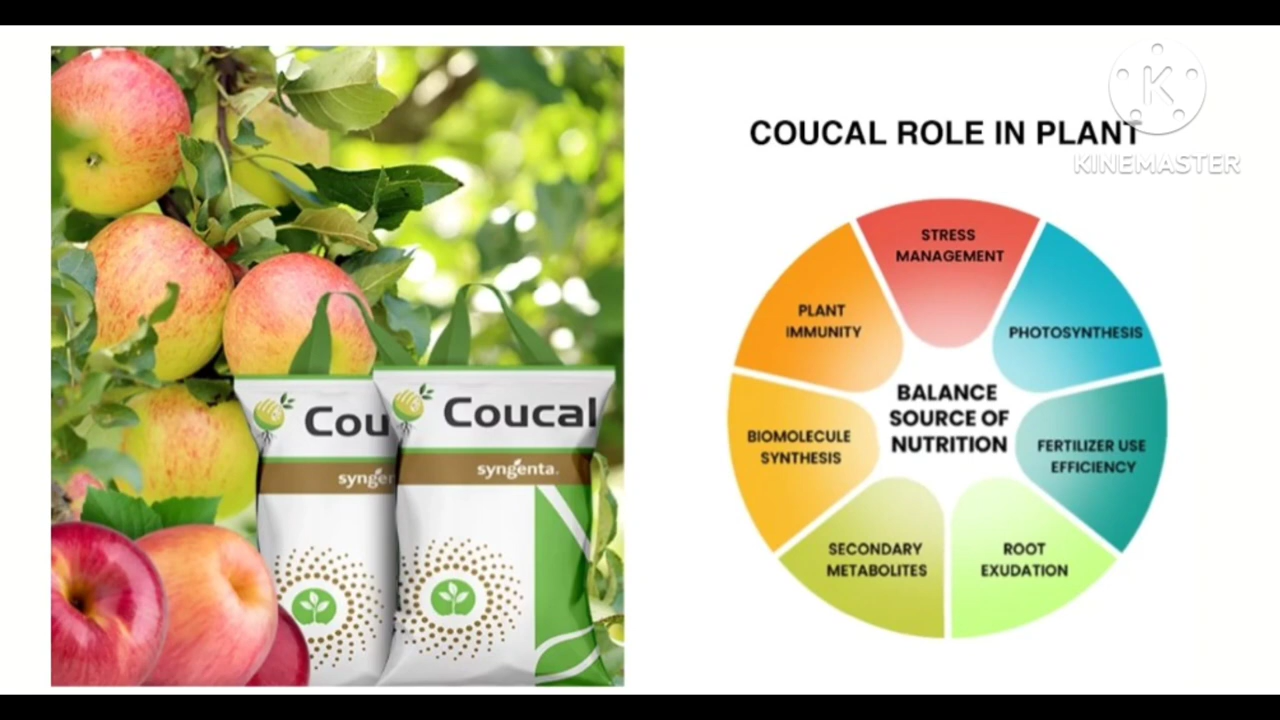 Cou
syngen
Coucal
syngenta.
COUCAL ROLE IN PLANT
K
KINEMASTER
STRESS
MANAGEMENT
PHOTOSYNTHESIS
FERTILIZER USE
EFFICIENCY
ROOT
EXUDATION
SECONDARY
METABOLITES
BIOMOLECULE
SYNTHESIS
PLANT
IMMUNITY
BALANCE
SOURCE OF
NUTRITION